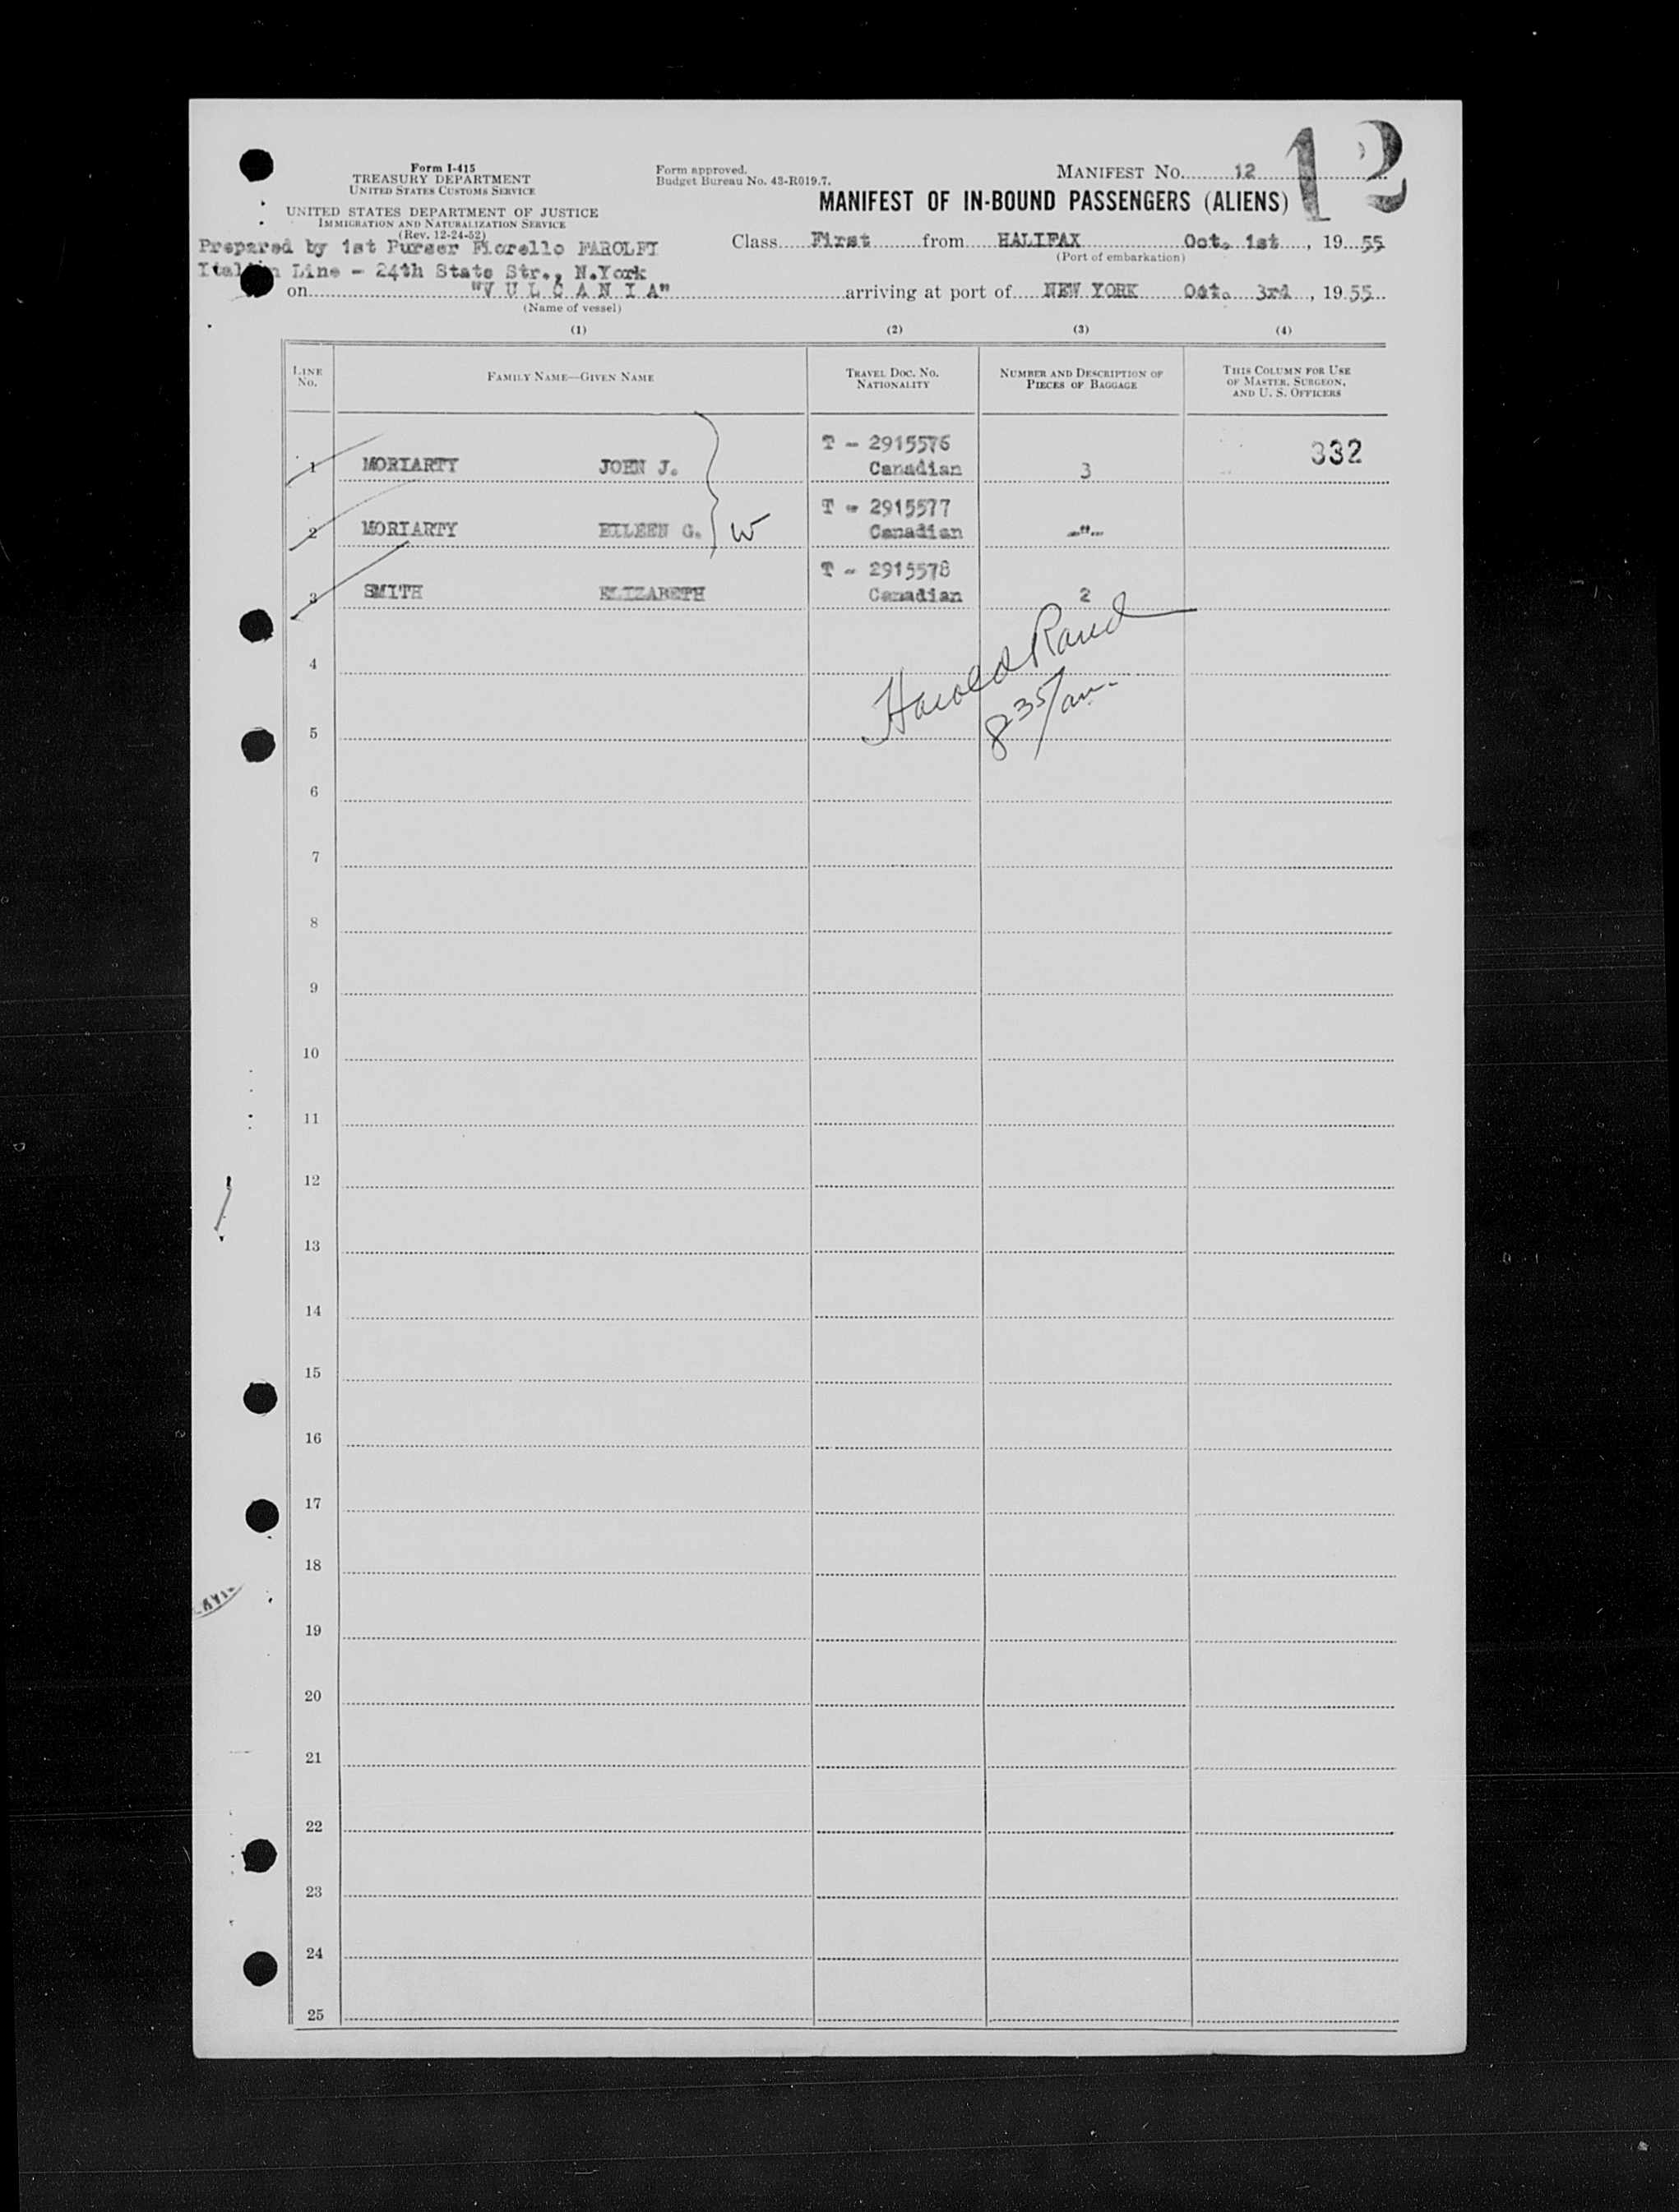 12
Form I-415
TREASURY DEPARTMENT
UNITED STATES CUSTOMS SERVICE
Form approved.
Budget Bureau No. 43-R019.7.
MANIFEST NO. 12
UNITED STATES DEPARTMENT OF JUSTICE
IMMIGRATION AND NATURALIZATION SERVICE
(Rev. 12-24-52)
MANIFEST OF IN-BOUND PASSENGERS (ALIENS)
Prepared by 1st Purser Fiorello FAROLFI
Italian Line - 24th State Str., N.York
Class First from HALIFAX Oct. 1st, 1955
(Port of embarkation)
on "VULCANIA" arriving at port of NEW YORK Oct. 3rd, 1955
(Name of vessel)
(1) (2) (3) (4)
LINE NO. FAMILY NAME—GIVEN NAME TRAVEL DOC. NO. NATIONALITY NUMBER AND DESCRIPTION OF PIECES OF BAGGAGE THIS COLUMN FOR USE OF MASTER, SURGEON, AND U. S. OFFICERS
T - 2915576 332
1 MORIARTY JOHN J. Canadian 3
T - 2915577
2 MORIARTY EILEEN G. W Canadian -"-
T - 2915578
3 SMITH ELIZABETH Canadian 2
Harold Rand
8 35/am.
4
5
6
7
8
9
10
11
12
13
14
15
16
17
18
19
20
21
22
23
24
25